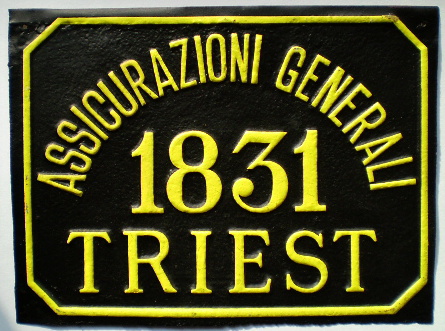 ASSICURAZIONI GENERALI
1831
TRIEST